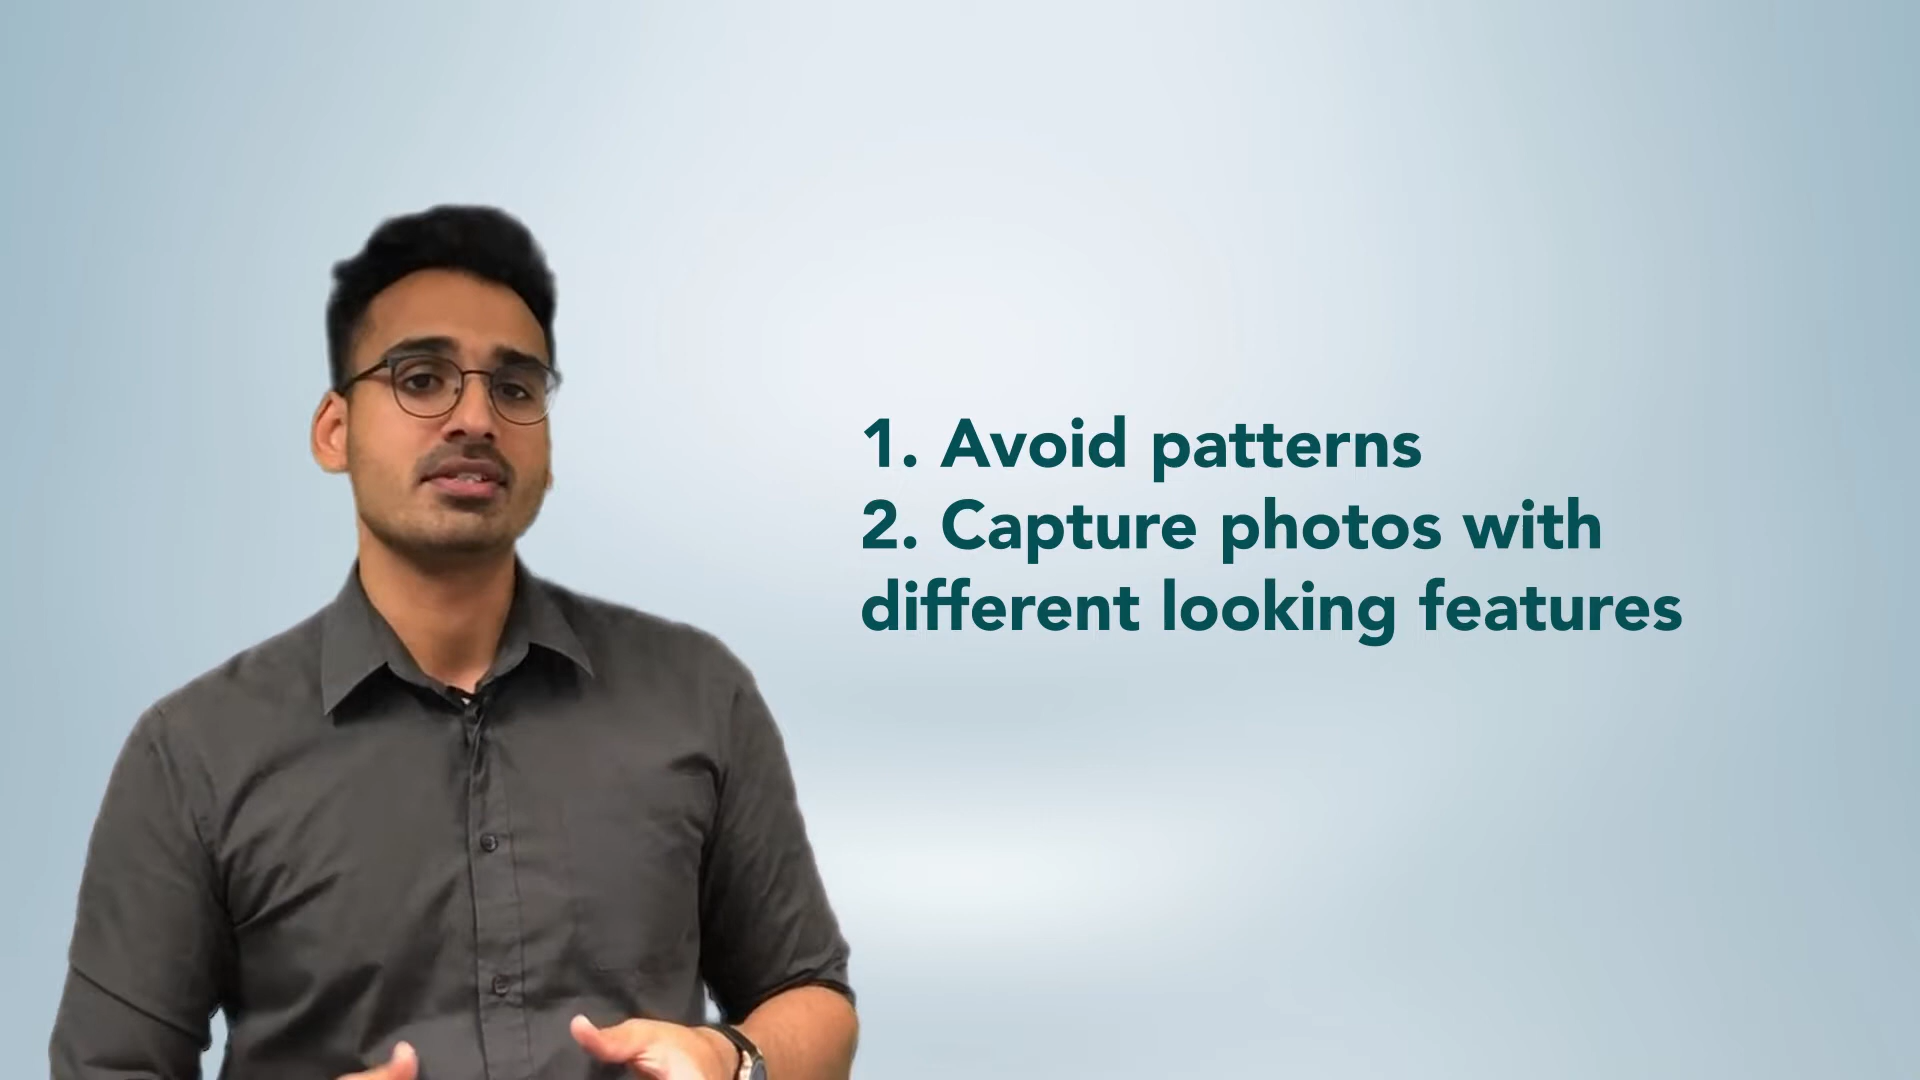 1. Avoid patterns
2. Capture photos with
different looking features